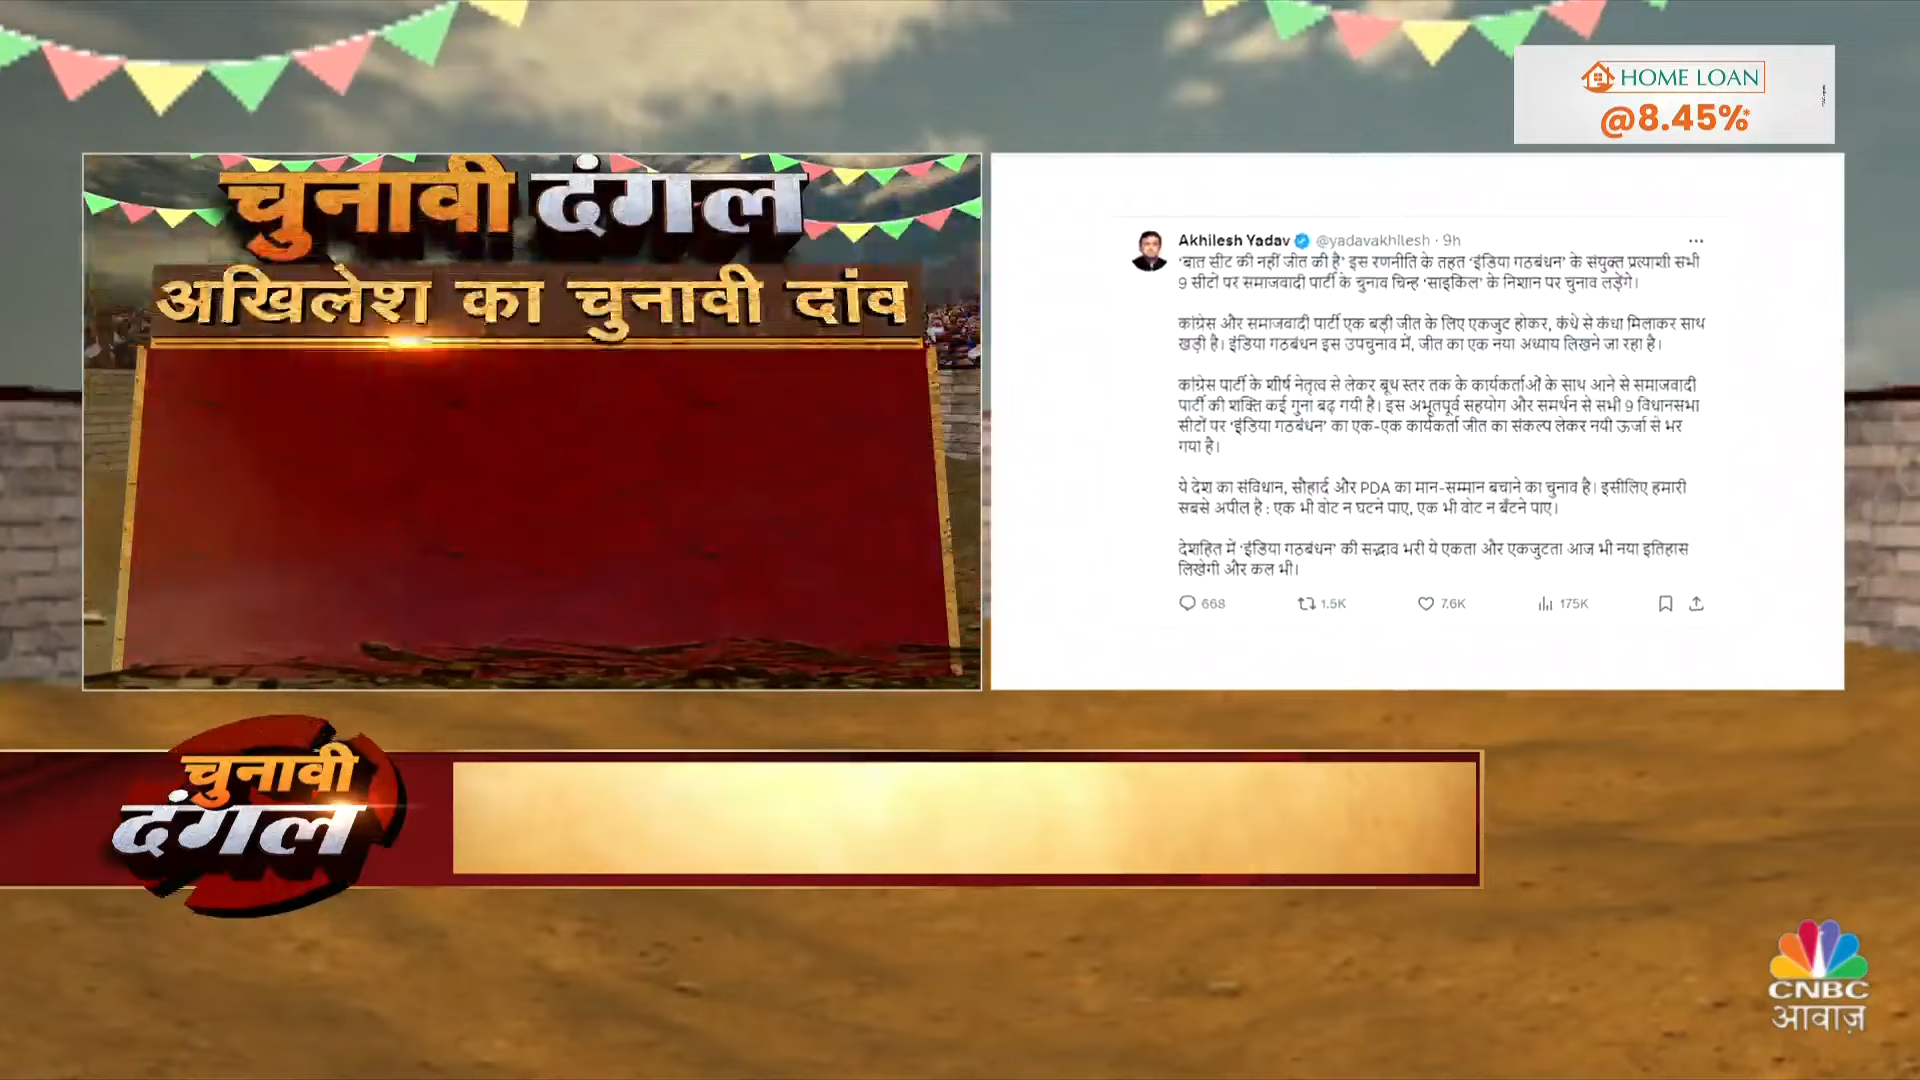 HOME LOAN
@8.45%*
चुनावी दंगल
अखिलेश का चुनावी दांव
Akhilesh Yadav @yadavakhilesh · 9h
'बात सीट की नहीं जीत की है' इस रणनीति के तहत 'इंडिया गठबंधन' के संयुक्त प्रत्याशी सभी
9 सीटों पर समाजवादी पार्टी के चुनाव चिन्ह 'साइकिल' के निशान पर चुनाव लड़ेंगे।
कांग्रेस और समाजवादी पार्टी एक बड़ी जीत के लिए एकजुट होकर, कंधे से कंधा मिलाकर साथ
खड़ी है। इंडिया गठबंधन इस उपचुनाव में, जीत का एक नया अध्याय लिखने जा रहा है।
कांग्रेस पार्टी के शीर्ष नेतृत्व से लेकर बूथ स्तर तक के कार्यकर्ताओं के साथ आने से समाजवादी
पार्टी की शक्ति कई गुना बढ़ गयी है। इस अभूतपूर्व सहयोग और समर्थन से सभी 9 विधानसभा
सीटों पर 'इंडिया गठबंधन' का एक-एक कार्यकर्ता जीत का संकल्प लेकर नयी ऊर्जा से भर
गया है।
ये देश का संविधान, सौहार्द और PDA का मान-सम्मान बचाने का चुनाव है। इसीलिए हमारी
सबसे अपील है : एक भी वोट न घटने पाए, एक भी वोट न बँटने पाए।
देशहित में 'इंडिया गठबंधन' की सद्भाव भरी ये एकता और एकजुटता आज भी नया इतिहास
लिखेगी और कल भी।
668 1.5K 7.6K 175K
चुनावी
दंगल
CNBC
आवाज़